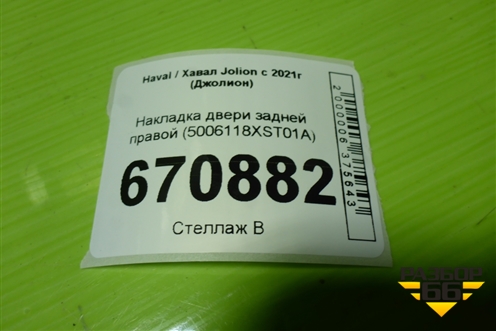 Haval / Хавал Jolion с 2021г
(Джолион)
Накладка двери задней
правой (5006118XST01A)
670882
Стеллаж В
2000006375643
РАЗБОР
66